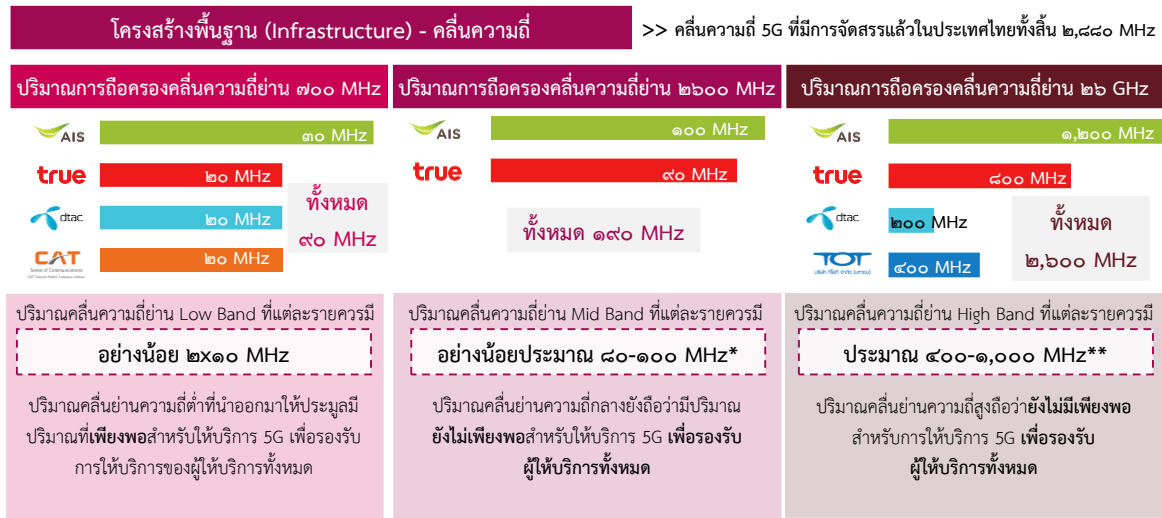 โครงสร้างพื้นฐาน (Infrastructure) - คลื่นความถี่
>> คลื่นความถี่ 5G ที่มีการจัดสรรแล้วในประเทศไทยทั้งสิ้น ๒,๘๘๐ MHz
ปริมาณการถือครองคลื่นความถี่ย่าน ๗๐๐ MHz
AIS
๓๐ MHz
true
๒๐ MHz
dtac
๒๐ MHz
CAT
๒๐ MHz
ทั้งหมด
๙๐ MHz
ปริมาณคลื่นความถี่ย่าน Low Band ที่แต่ละรายควรมี
อย่างน้อย ๒x๑๐ MHz
ปริมาณคลื่นย่านความถี่ต่ำที่นำออกมาให้ประมูลมี
ปริมาณที่เพียงพอสำหรับให้บริการ 5G เพื่อรองรับ
การให้บริการของผู้ให้บริการทั้งหมด
ปริมาณการถือครองคลื่นความถี่ย่าน ๒๖๐๐ MHz
AIS
๑๐๐ MHz
true
๙๐ MHz
ทั้งหมด ๑๙๐ MHz
ปริมาณคลื่นความถี่ย่าน Mid Band ที่แต่ละรายควรมี
อย่างน้อยประมาณ ๘๐-๑๐๐ MHz*
ปริมาณคลื่นย่านความถี่กลางยังถือว่ามีปริมาณ
ยังไม่เพียงพอสำหรับให้บริการ 5G เพื่อรองรับ
ผู้ให้บริการทั้งหมด
ปริมาณการถือครองคลื่นความถี่ย่าน ๒๖ GHz
AIS
๑,๒๐๐ MHz
true
๘๐๐ MHz
dtac
๒๐๐ MHz
TOT
บริษัท ทีโอที จำกัด (มหาชน)
๔๐๐ MHz
ทั้งหมด
๒,๖๐๐ MHz
ปริมาณคลื่นความถี่ย่าน High Band ที่แต่ละรายควรมี
ประมาณ ๔๐๐-๑,๐๐๐ MHz**
ปริมาณคลื่นย่านความถี่สูงถือว่ายังไม่มีเพียงพอ
สำหรับการให้บริการ 5G เพื่อรองรับ
ผู้ให้บริการทั้งหมด